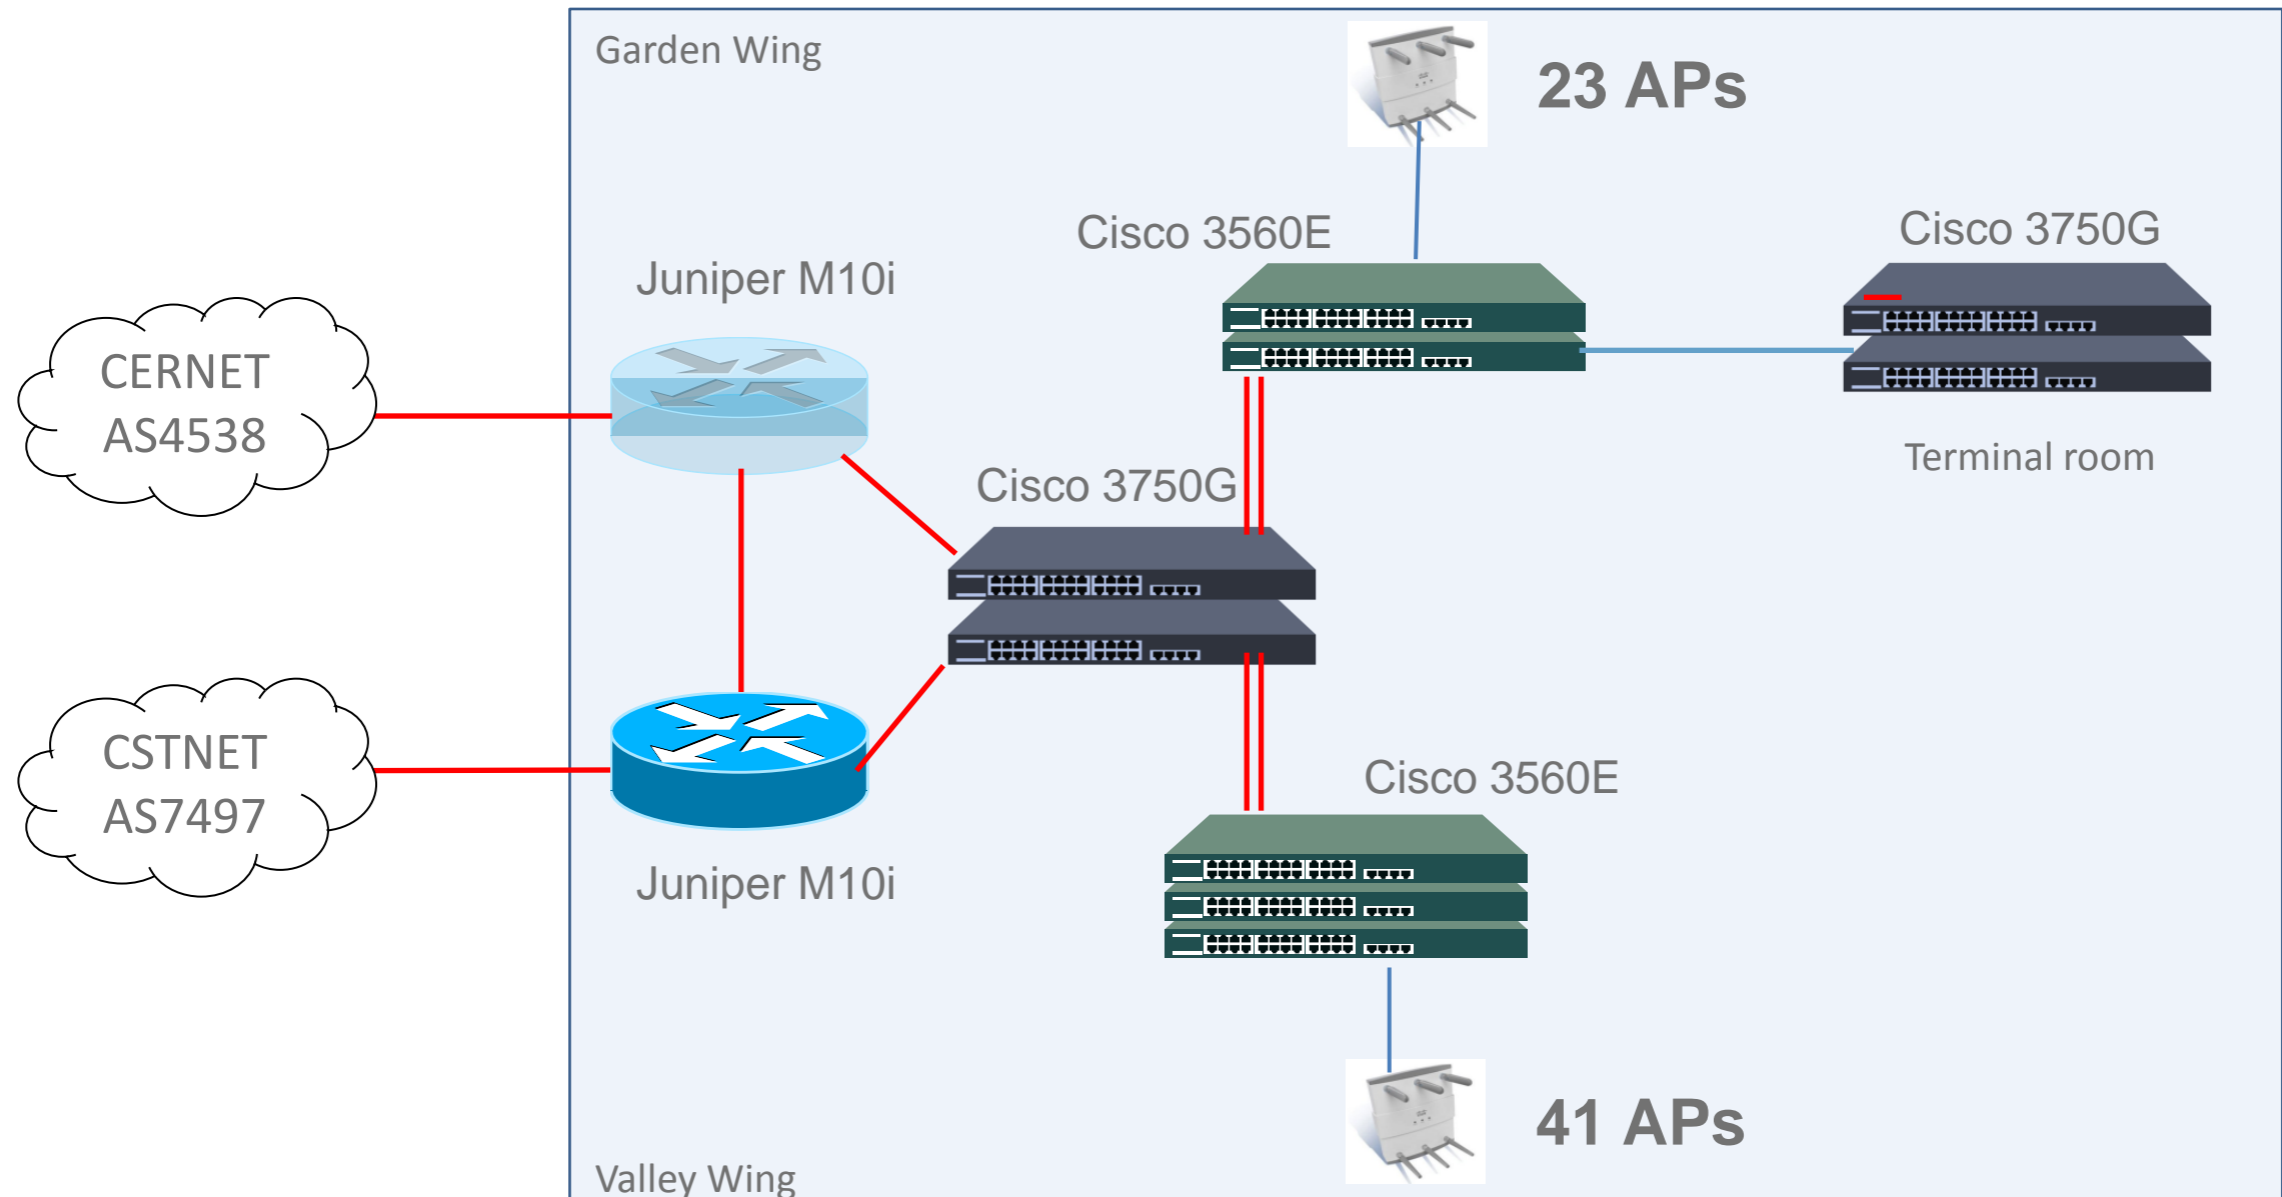 Garden Wing
23 APs
Cisco 3560E
Cisco 3750G
Juniper M10i
CERNET
AS4538
Terminal room
Cisco 3750G
CSTNET
AS7497
Cisco 3560E
Juniper M10i
41 APs
Valley Wing